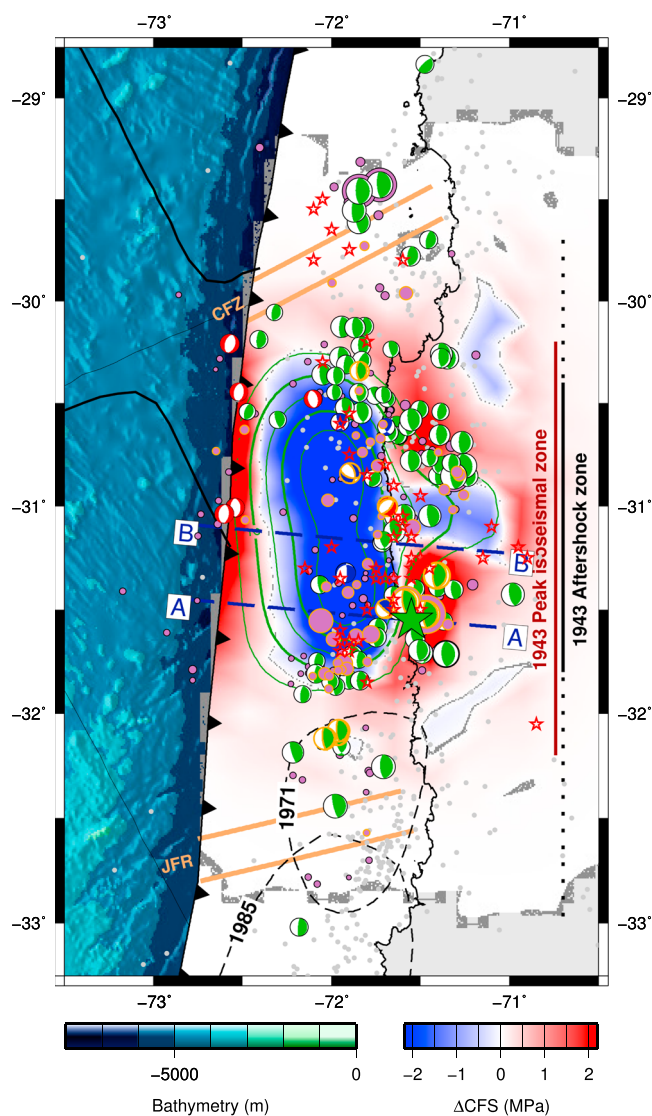 −73˚ −72˚ −71˚
−29˚ −29˚
−30˚ −30˚
CFZ
−31˚ −31˚
B B
1943 Peak isoseismal zone
1943 Aftershock zone
A A
−32˚ −32˚
1971
JFR
1985
−33˚ −33˚
−73˚ −72˚ −71˚
−5000 0
Bathymetry (m)
−2 −1 0 1 2
ΔCFS (MPa)